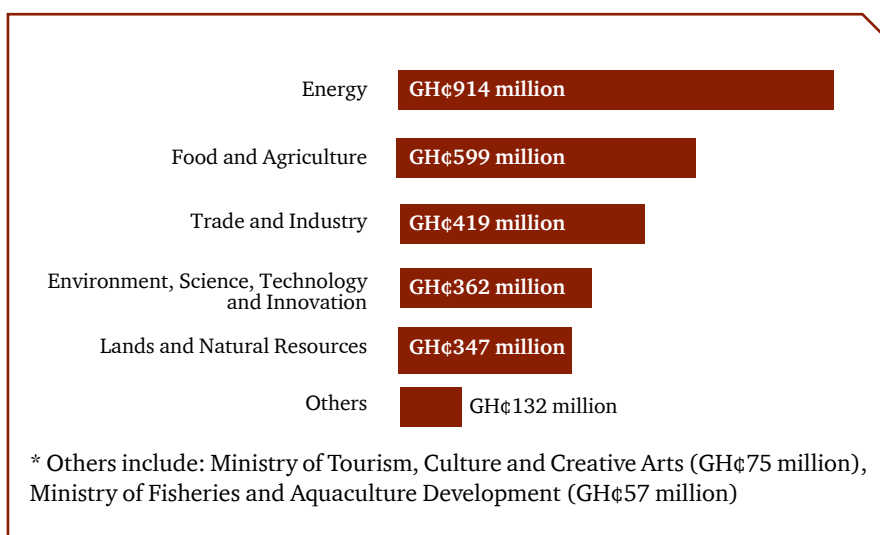 Energy GH¢914 million
Food and Agriculture GH¢599 million
Trade and Industry GH¢419 million
Environment, Science, Technology
and Innovation GH¢362 million
Lands and Natural Resources GH¢347 million
Others GH¢132 million
* Others include: Ministry of Tourism, Culture and Creative Arts (GH¢75 million),
Ministry of Fisheries and Aquaculture Development (GH¢57 million)